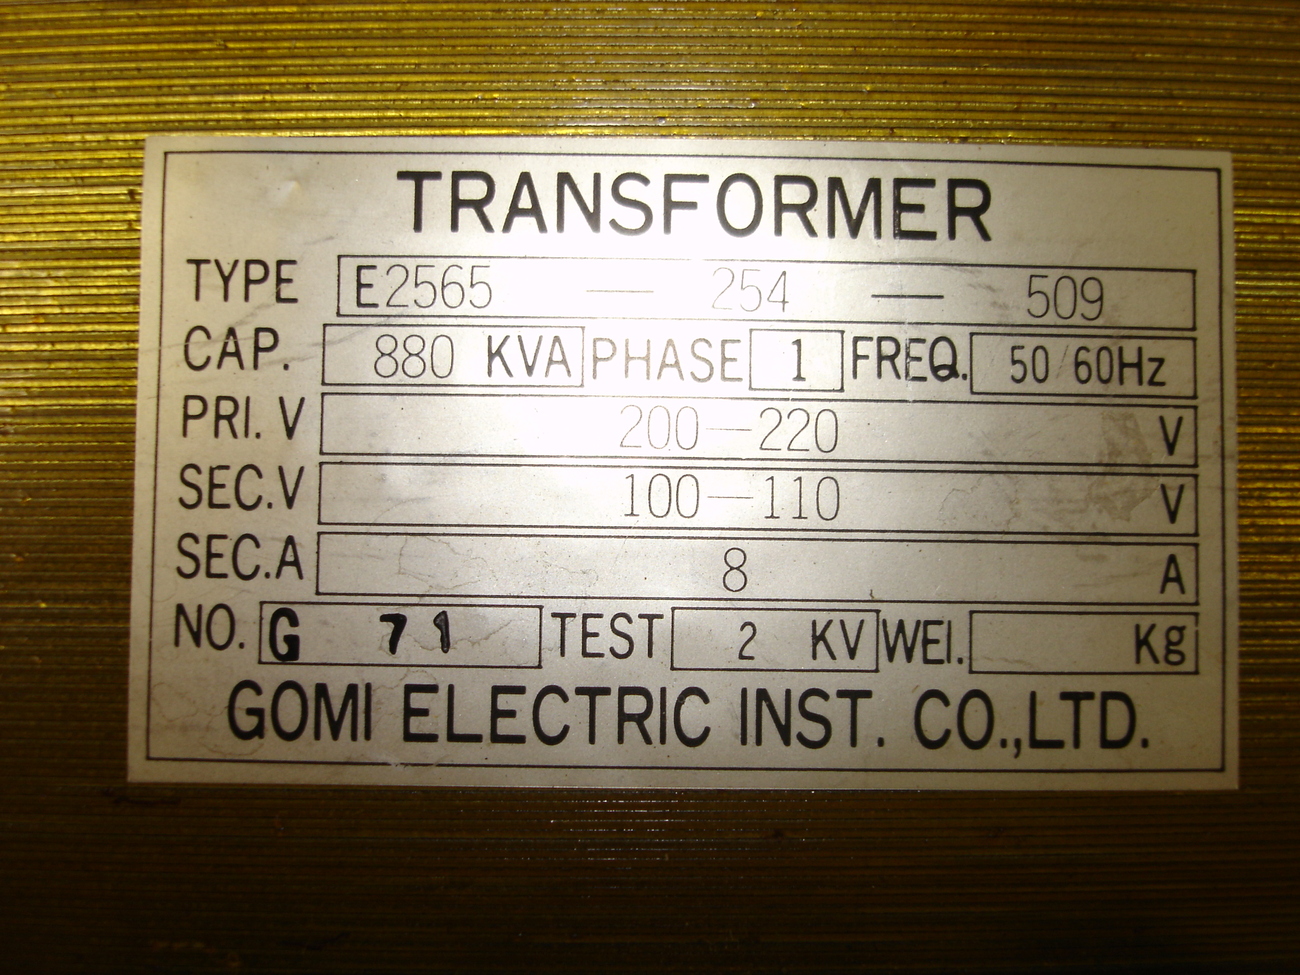 TRANSFORMER
TYPE E2565 — 254 — 509
CAP. 880 KVA PHASE 1 FREQ. 50/60Hz
PRI. V 200—220 V
SEC.V 100—110 V
SEC.A 8 A
NO. G 71 TEST 2 KV WEI. Kg
GOMI ELECTRIC INST. CO.,LTD.